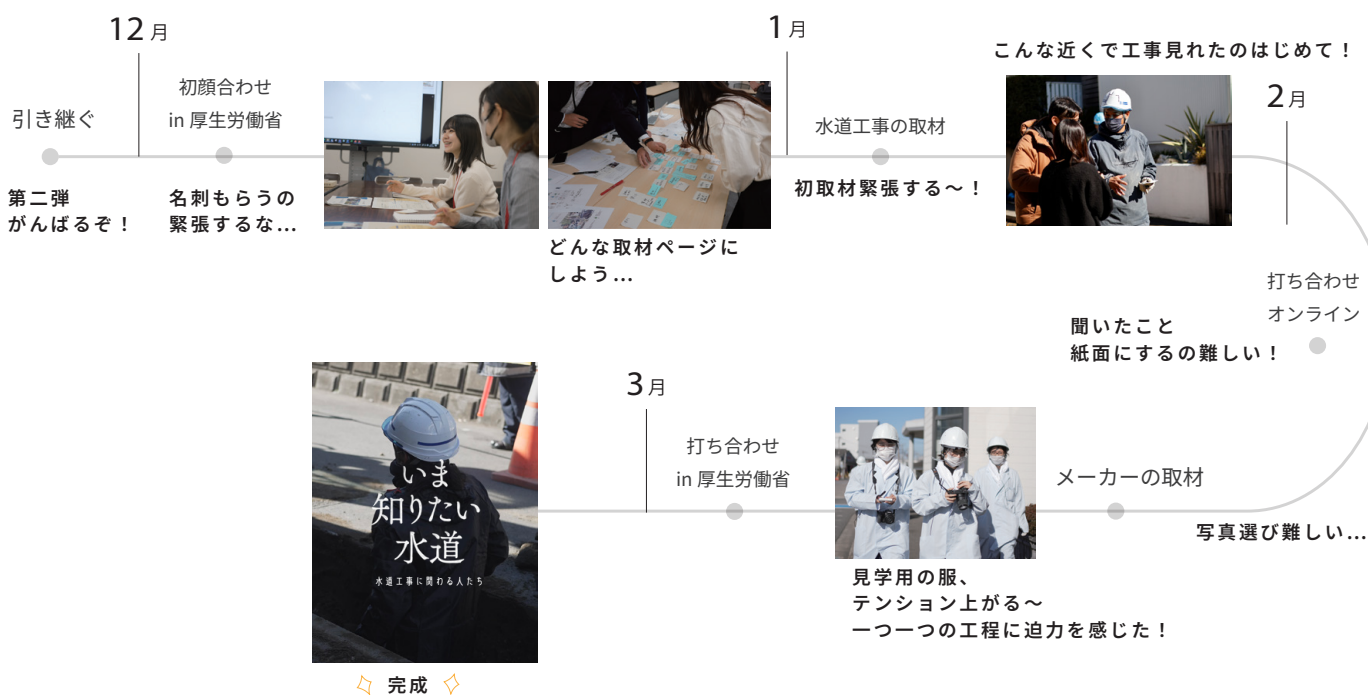 12月
引き継ぐ
第二弾
がんばるぞ！
初顔合わせ
in 厚生労働省
名刺もらうの
緊張するな…
どんな取材ページに
しよう…
1月
水道工事の取材
初取材緊張する～！
こんな近くで工事見れたのはじめて！
2月
打ち合わせ
オンライン
聞いたこと
紙面にするの難しい！
写真選び難しい…
メーカーの取材
見学用の服、
テンション上がる～
一つ一つの工程に迫力を感じた！
3月
打ち合わせ
in 厚生労働省
いま
知りたい
水道
水道工事に関わる人たち
完成